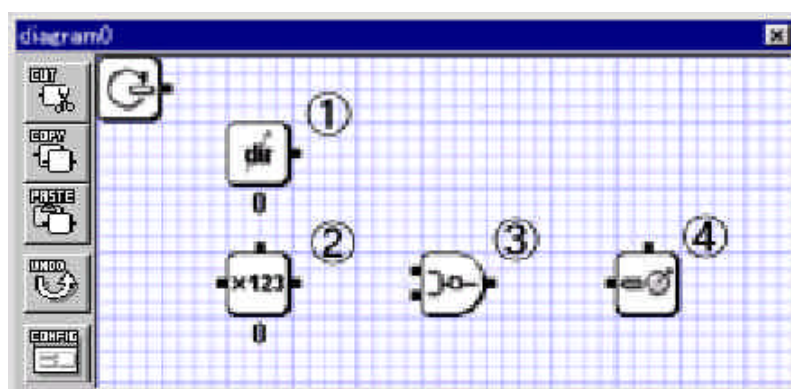 diagram0
CUT
COPY
PASTE
UNDO
CONFIG
①
dir
0
②
×123
0
③
④